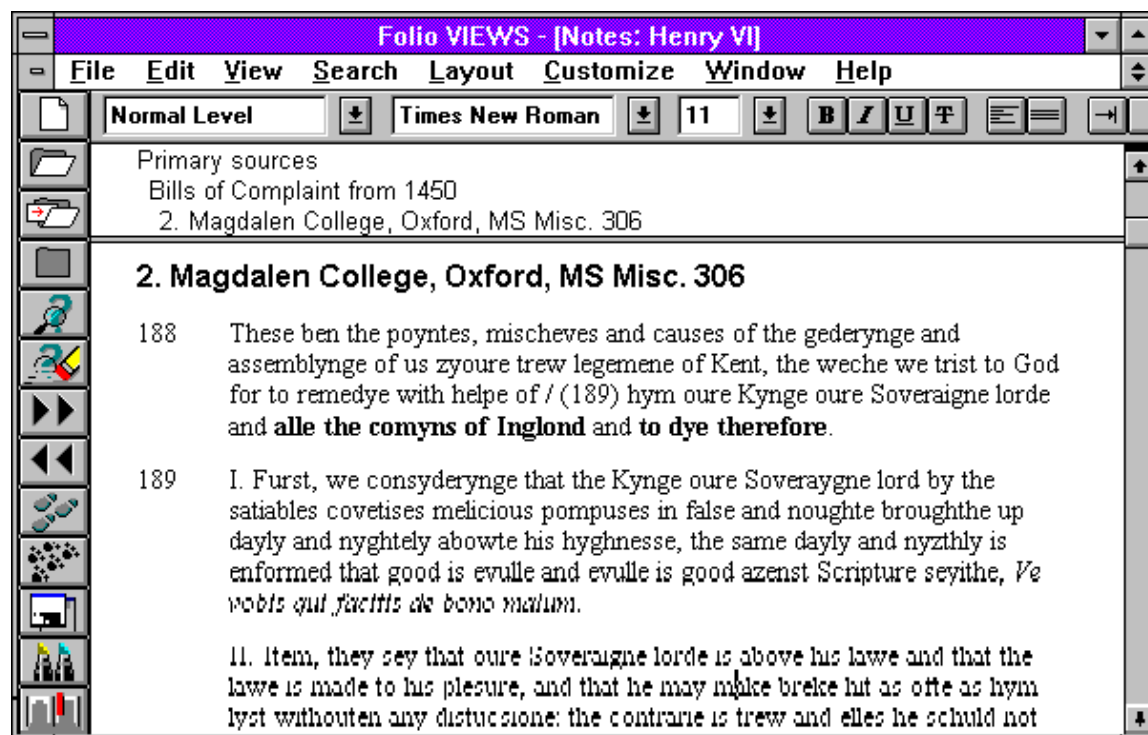 Folio VIEWS - [Notes: Henry VI]
File Edit View Search Layout Customize Window Help
Normal Level Times New Roman 11 B I U T
Primary sources
Bills of Complaint from 1450
2. Magdalen College, Oxford, MS Misc. 306
2. Magdalen College, Oxford, MS Misc. 306
188 These ben the poyntes, mischeves and causes of the gederynge and
assemblynge of us zyoure trew legemene of Kent, the weche we trist to God
for to remedye with helpe of / (189) hym oure Kynge oure Soveraigne lorde
and alle the comyns of Inglond and to dye therefore.
189 I. Furst, we consyderynge that the Kynge oure Soveraygne lord by the
satiables covetises melicious pompuses in false and noughte broughthe up
dayly and nyghtely abowte his hyghnesse, the same dayly and nyzthly is
enformed that good is evulle and evulle is good azenst Scripture seyithe, Ve
vobis qui facitis de bono malum.
II. Item, they sey that oure Soveraigne lorde is above his lawe and that the
lawe is made to his plesure, and that he may make breke hit as ofte as hym
lyst withouten any distucsione: the contrarie is trew and elles he schuld not